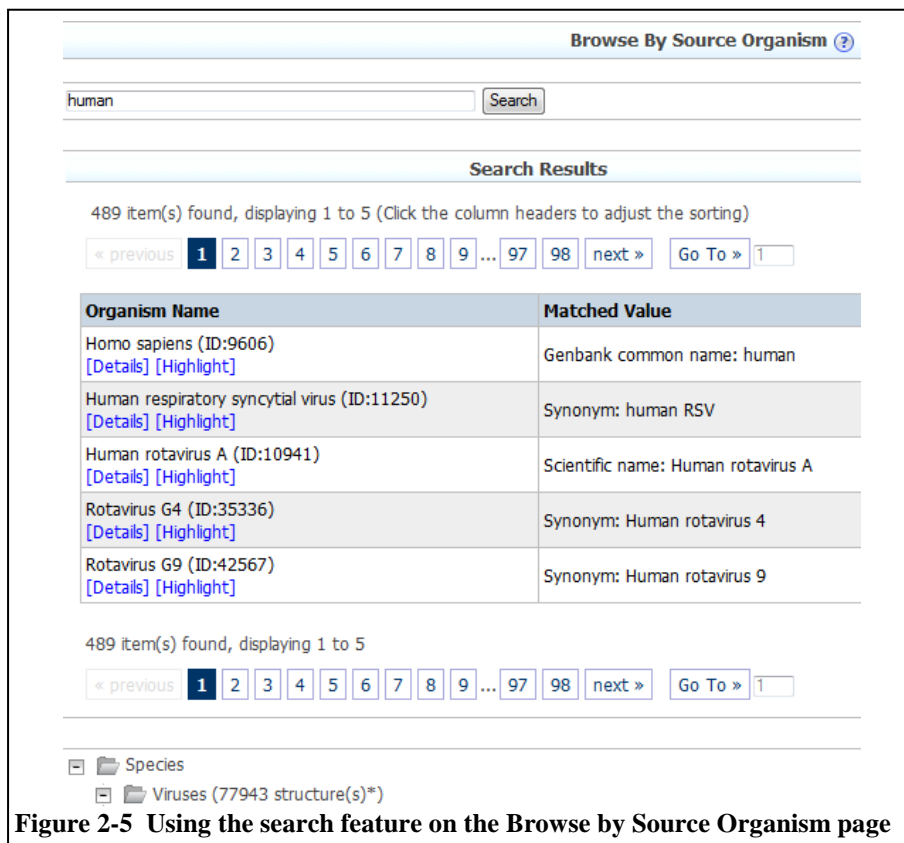 Browse By Source Organism (?)
human Search
Search Results
489 item(s) found, displaying 1 to 5 (Click the column headers to adjust the sorting)
« previous 1 2 3 4 5 6 7 8 9 ... 97 98 next » Go To » 1
Organism Name Matched Value
Homo sapiens (ID:9606)
[Details] [Highlight]
Genbank common name: human
Human respiratory syncytial virus (ID:11250)
[Details] [Highlight]
Synonym: human RSV
Human rotavirus A (ID:10941)
[Details] [Highlight]
Scientific name: Human rotavirus A
Rotavirus G4 (ID:35336)
[Details] [Highlight]
Synonym: Human rotavirus 4
Rotavirus G9 (ID:42567)
[Details] [Highlight]
Synonym: Human rotavirus 9
489 item(s) found, displaying 1 to 5
« previous 1 2 3 4 5 6 7 8 9 ... 97 98 next » Go To » 1
Species
Viruses (77943 structure(s)*)
Figure 2-5 Using the search feature on the Browse by Source Organism page